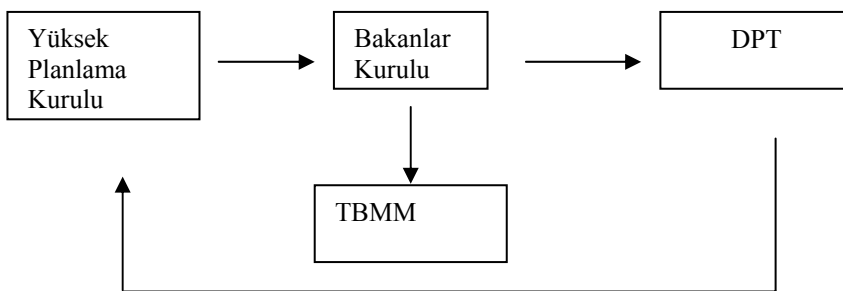 Yüksek
Planlama
Kurulu
Bakanlar
Kurulu
DPT
TBMM